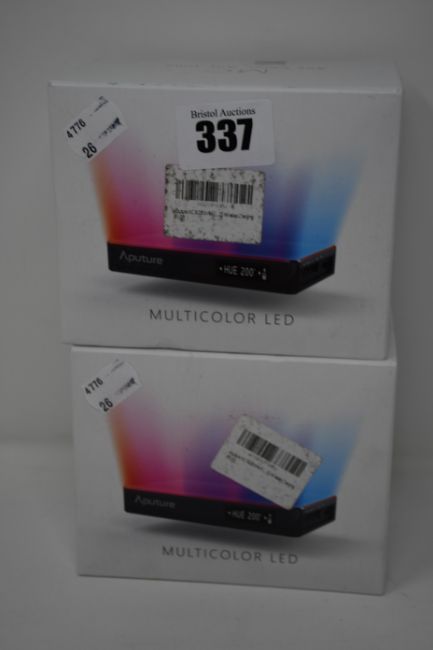 4776
26
Bristol Auctions
337
Aputure
HUE 200°
MULTICOLOR LED
4776
26
Aputure
HUE 200°
MULTICOLOR LED